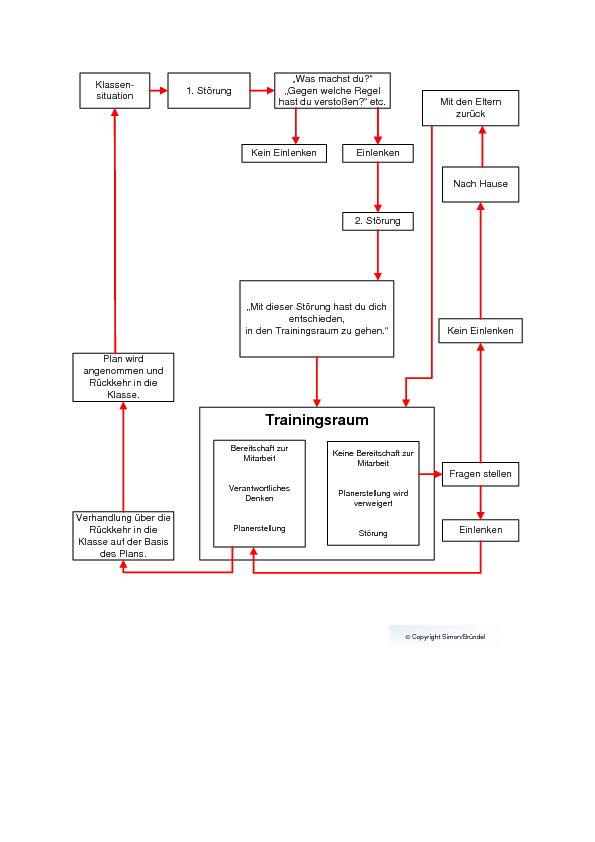 Klassen-
situation
1. Störung
„Was machst du?“
„Gegen welche Regel
hast du verstoßen?“ etc.
Mit den Eltern
zurück
Kein Einlenken
Einlenken
Nach Hause
2. Störung
„Mit dieser Störung hast du dich
entschieden,
in den Trainingsraum zu gehen.“
Kein Einlenken
Plan wird
angenommen und
Rückkehr in die
Klasse.
Trainingsraum
Bereitschaft zur
Mitarbeit
Verantwortliches
Denken
Planerstellung
Keine Bereitschaft zur
Mitarbeit
Planerstellung wird
verweigert
Störung
Fragen stellen
Verhandlung über die
Rückkehr in die
Klasse auf der Basis
des Plans.
Einlenken
© Copyright Simon/Bründel